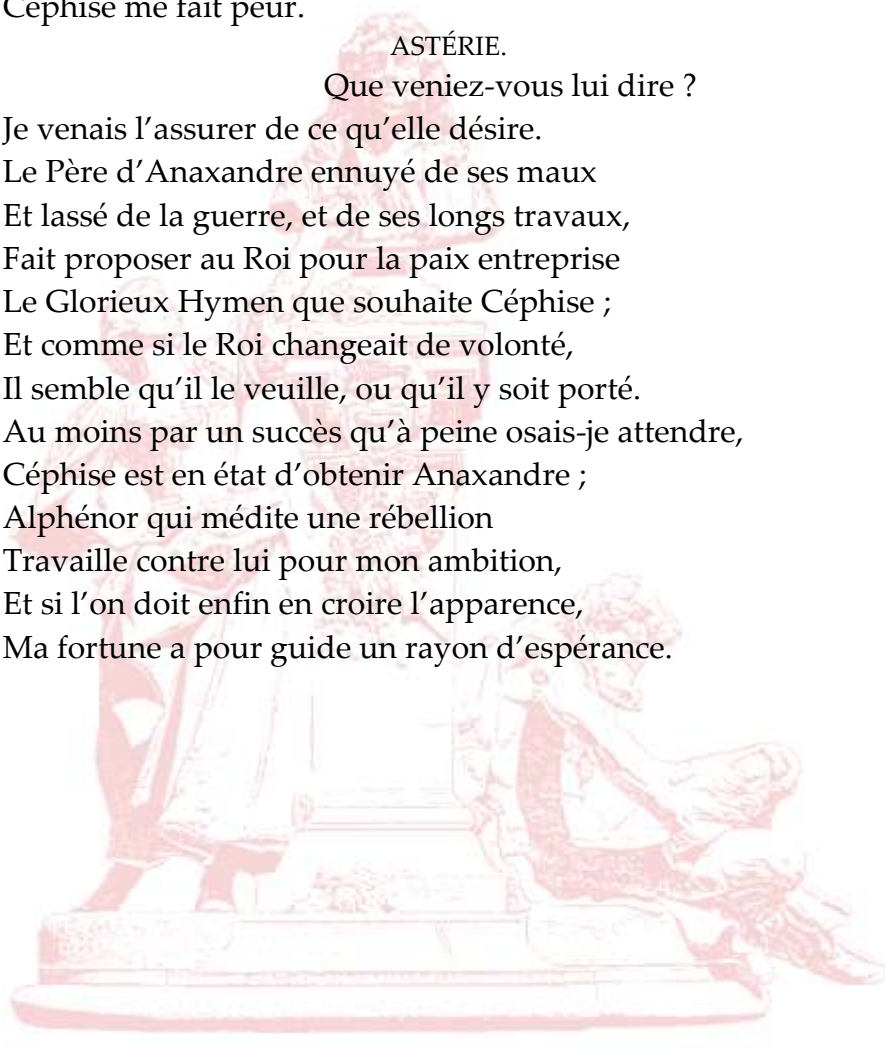 Céphise me fait peur.
ASTÉRIE.
Que veniez-vous lui dire ?
Je venais l’assurer de ce qu’elle désire.
Le Père d’Anaxandre ennuyé de ses maux
Et lassé de la guerre, et de ses longs travaux,
Fait proposer au Roi pour la paix entreprise
Le Glorieux Hymen que souhaite Céphise ;
Et comme si le Roi changeait de volonté,
Il semble qu’il le veuille, ou qu’il y soit porté.
Au moins par un succès qu’à peine osais-je attendre,
Céphise est en état d’obtenir Anaxandre ;
Alphénor qui médite une rébellion
Travaille contre lui pour mon ambition,
Et si l’on doit enfin en croire l’apparence,
Ma fortune a pour guide un rayon d’espérance.